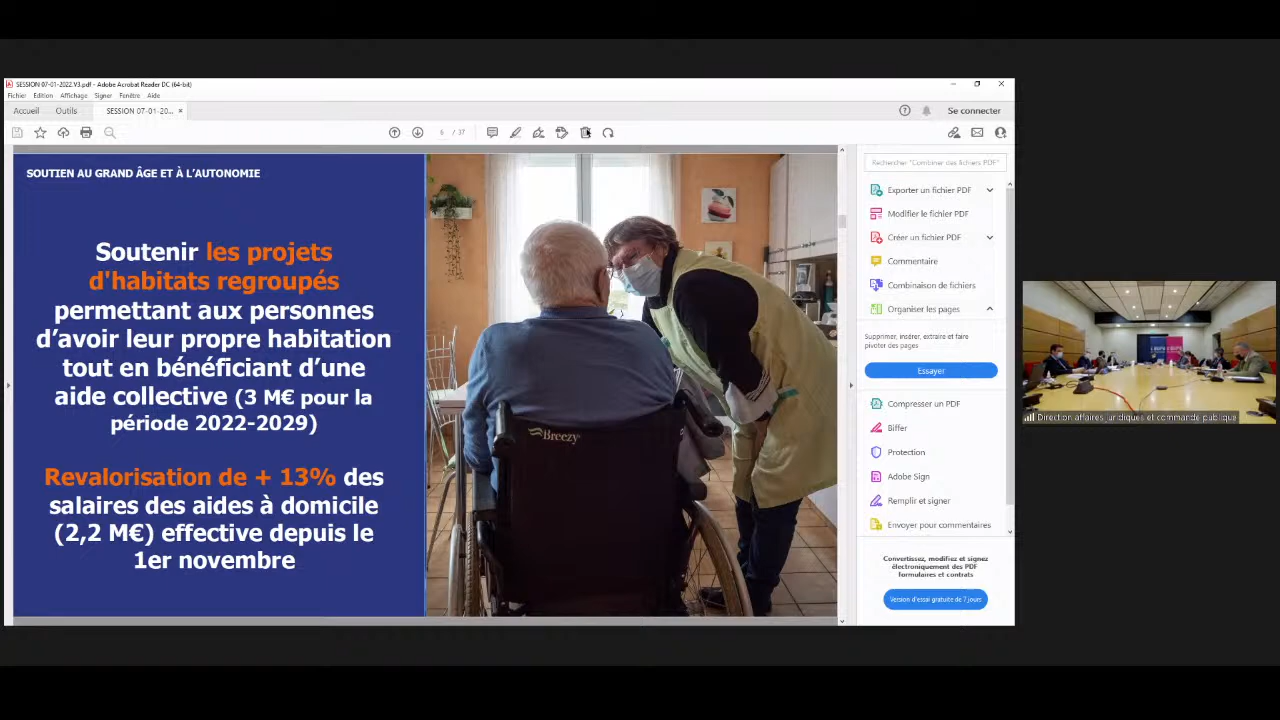 SESSION 07-01-2022.V3.pdf - Adobe Acrobat Reader DC (64-bit)
Fichier Edition Affichage Signer Fenêtre Aide
Accueil Outils SESSION 07-01-20... × Se connecter
6 / 37
SOUTIEN AU GRAND ÂGE ET À L'AUTONOMIE
Soutenir les projets
d'habitats regroupés
permettant aux personnes
d'avoir leur propre habitation
tout en bénéficiant d'une
aide collective (3 M€ pour la
période 2022-2029)
Revalorisation de + 13% des
salaires des aides à domicile
(2,2 M€) effective depuis le
1er novembre
Breezy
Rechercher "Combiner des fichiers PDF"
Exporter un fichier PDF
Modifier le fichier PDF
Créer un fichier PDF
Commentaire
Combinaison de fichiers
Organiser les pages
Supprimer, insérer, extraire et faire
pivoter des pages
Essayer
Compresser un PDF
Biffer
Protection
Adobe Sign
Remplir et signer
Envoyer pour commentaires
Convertissez, modifiez et signez
électroniquement des PDF
formulaires et contrats
Version d'essai gratuite de 7 jours
Direction affaires juridiques et commande publique